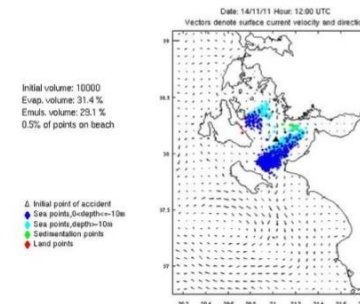 Date: 14/11/11 Hour: 12:00 UTC
Vectors denote surface current velocity and directio
Initial volume: 10000
Evap. volume: 31.4 %
Emuls. volume: 29.1 %
0.5% of points on beach
Δ Initial point of accident
Sea points,0<depth<=-10m
Sea points,depth>-10m
Sedimentation points
Land points